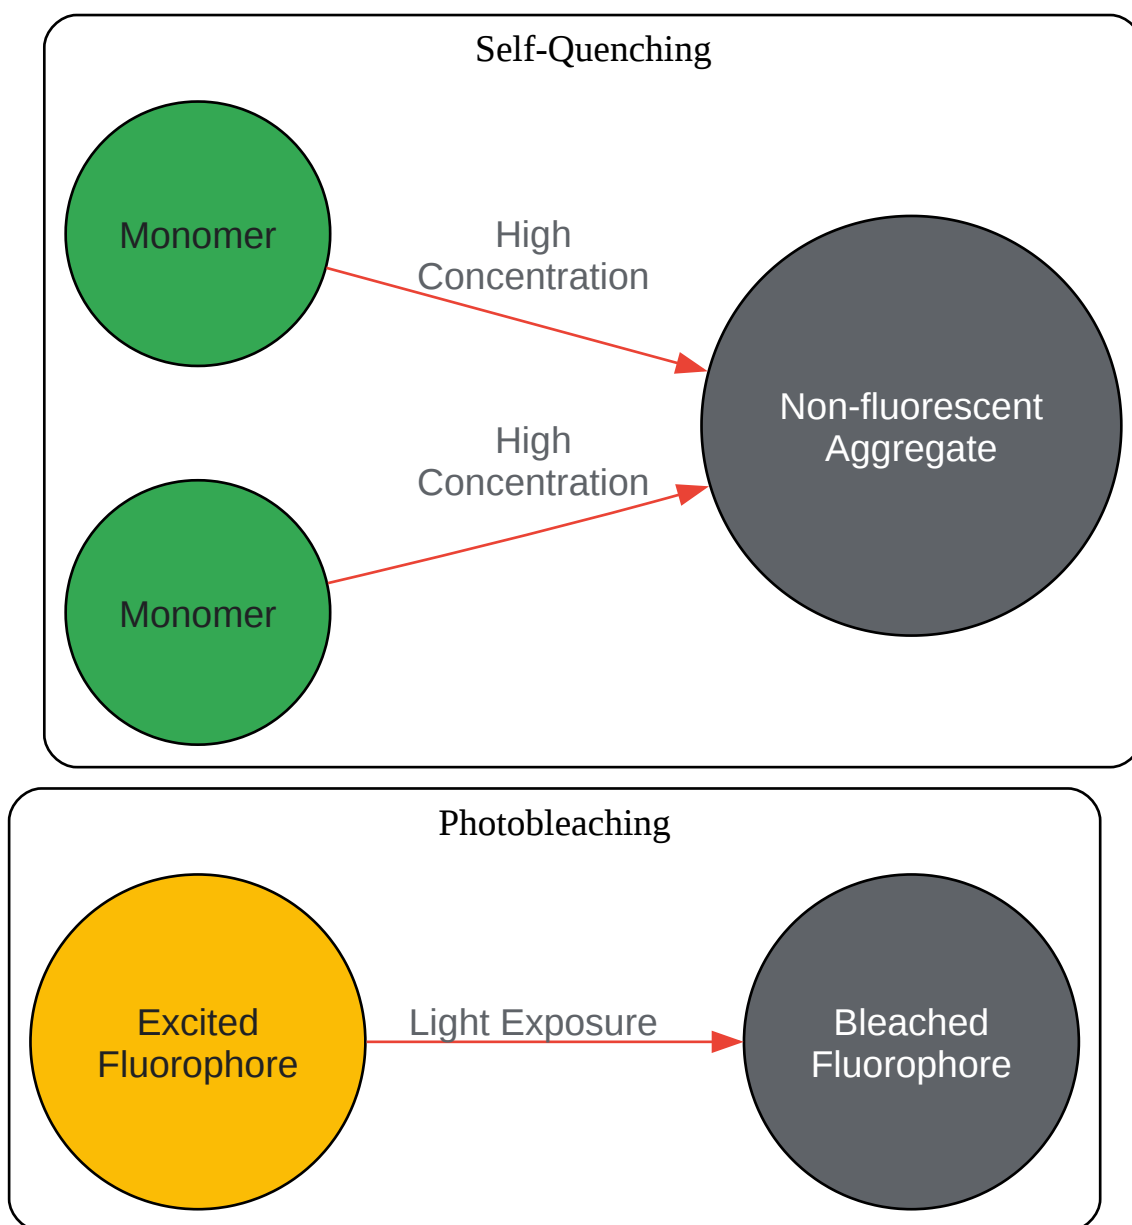 Self-Quenching
Monomer
High
Concentration
Non-fluorescent
Aggregate
High
Concentration
Monomer
Photobleaching
Excited
Fluorophore
Light Exposure
Bleached
Fluorophore